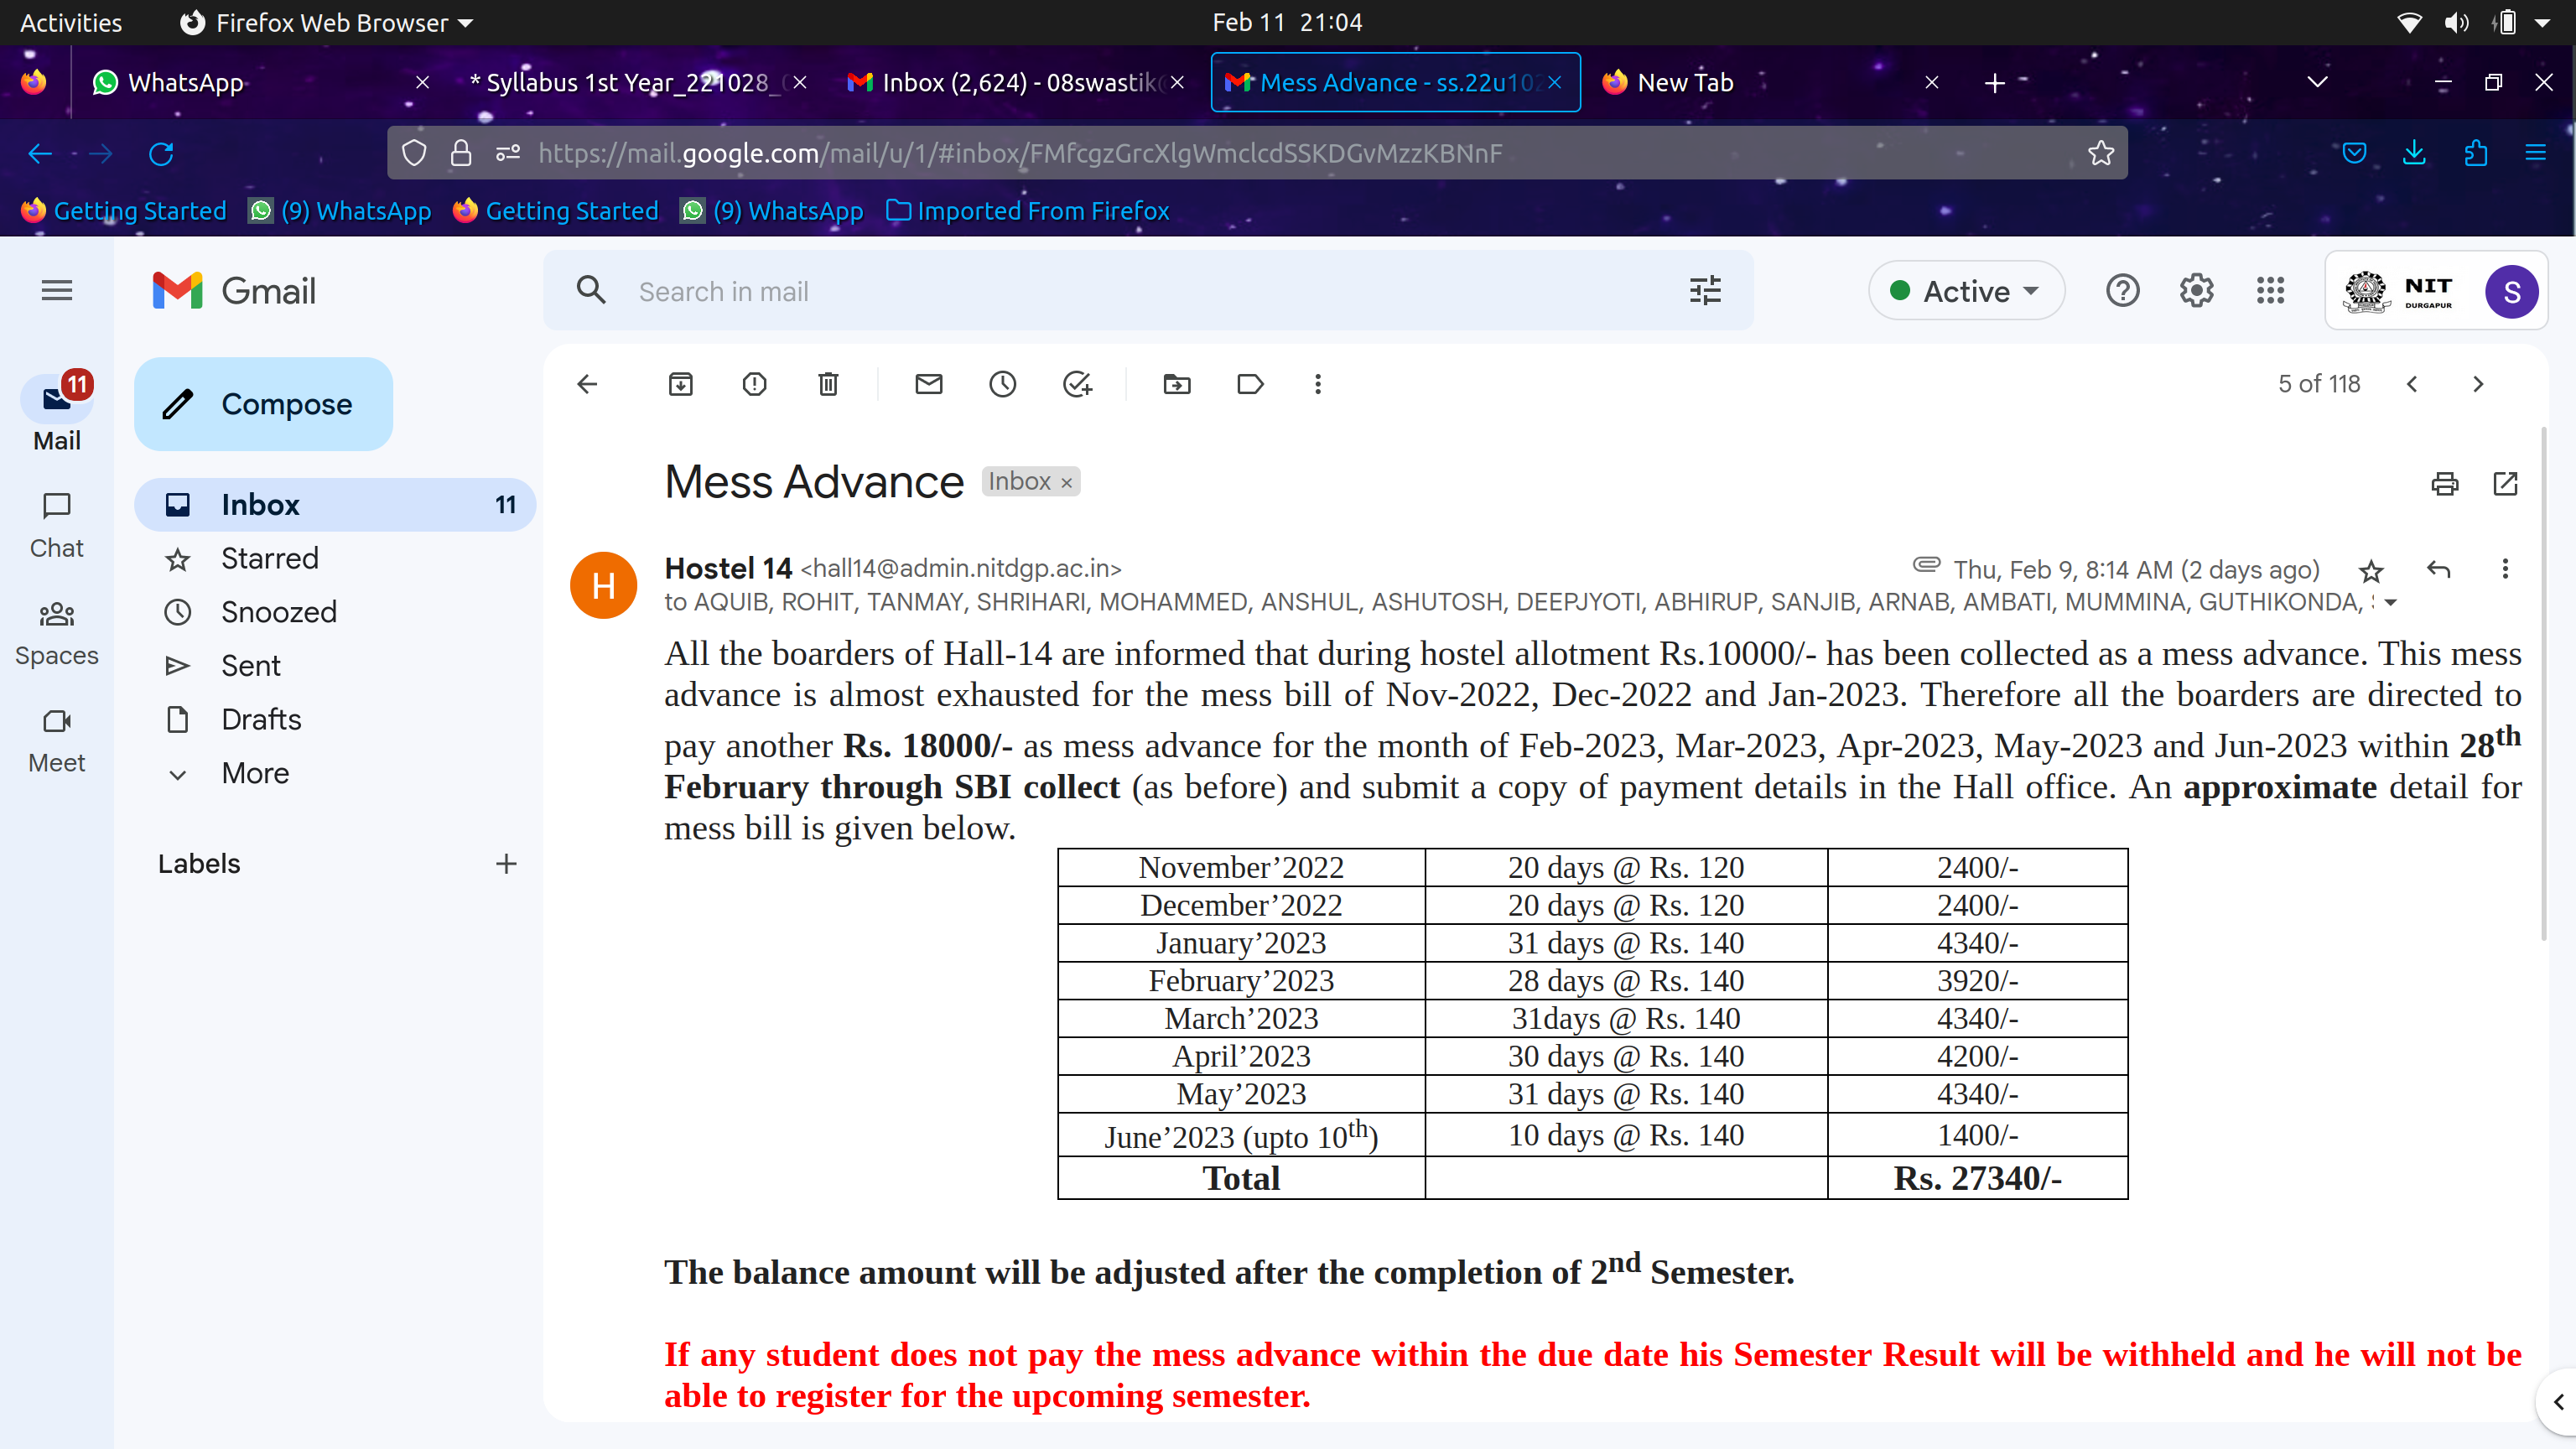 Activities Firefox Web Browser Feb 11 21:04
WhatsApp * Syllabus 1st Year_221028_ Inbox (2,624) - 08swastik Mess Advance - ss.22u102 New Tab
https://mail.google.com/mail/u/1/#inbox/FMfcgzGrcXlgWmclcdSSKDGvMzzKBNnF
Getting Started (9) WhatsApp Getting Started (9) WhatsApp Imported From Firefox
Gmail Search in mail Active NIT DURGAPUR S
11
Mail
Chat
Spaces
Meet
Compose
Inbox 11
Starred
Snoozed
Sent
Drafts
More
Labels
5 of 118
Mess Advance Inbox ×
H
Hostel 14 <hall14@admin.nitdgp.ac.in> Thu, Feb 9, 8:14 AM (2 days ago)
to AQUIB, ROHIT, TANMAY, SHRIHARI, MOHAMMED, ANSHUL, ASHUTOSH, DEEPJYOTI, ABHIRUP, SANJIB, ARNAB, AMBATI, MUMMINA, GUTHIKONDA,
All the boarders of Hall-14 are informed that during hostel allotment Rs.10000/- has been collected as a mess advance. This mess
advance is almost exhausted for the mess bill of Nov-2022, Dec-2022 and Jan-2023. Therefore all the boarders are directed to
pay another Rs. 18000/- as mess advance for the month of Feb-2023, Mar-2023, Apr-2023, May-2023 and Jun-2023 within 28th
February through SBI collect (as before) and submit a copy of payment details in the Hall office. An approximate detail for
mess bill is given below.
November’2022 20 days @ Rs. 120 2400/-
December’2022 20 days @ Rs. 120 2400/-
January’2023 31 days @ Rs. 140 4340/-
February’2023 28 days @ Rs. 140 3920/-
March’2023 31days @ Rs. 140 4340/-
April’2023 30 days @ Rs. 140 4200/-
May’2023 31 days @ Rs. 140 4340/-
June’2023 (upto 10th) 10 days @ Rs. 140 1400/-
Total Rs. 27340/-
The balance amount will be adjusted after the completion of 2nd Semester.
If any student does not pay the mess advance within the due date his Semester Result will be withheld and he will not be
able to register for the upcoming semester.